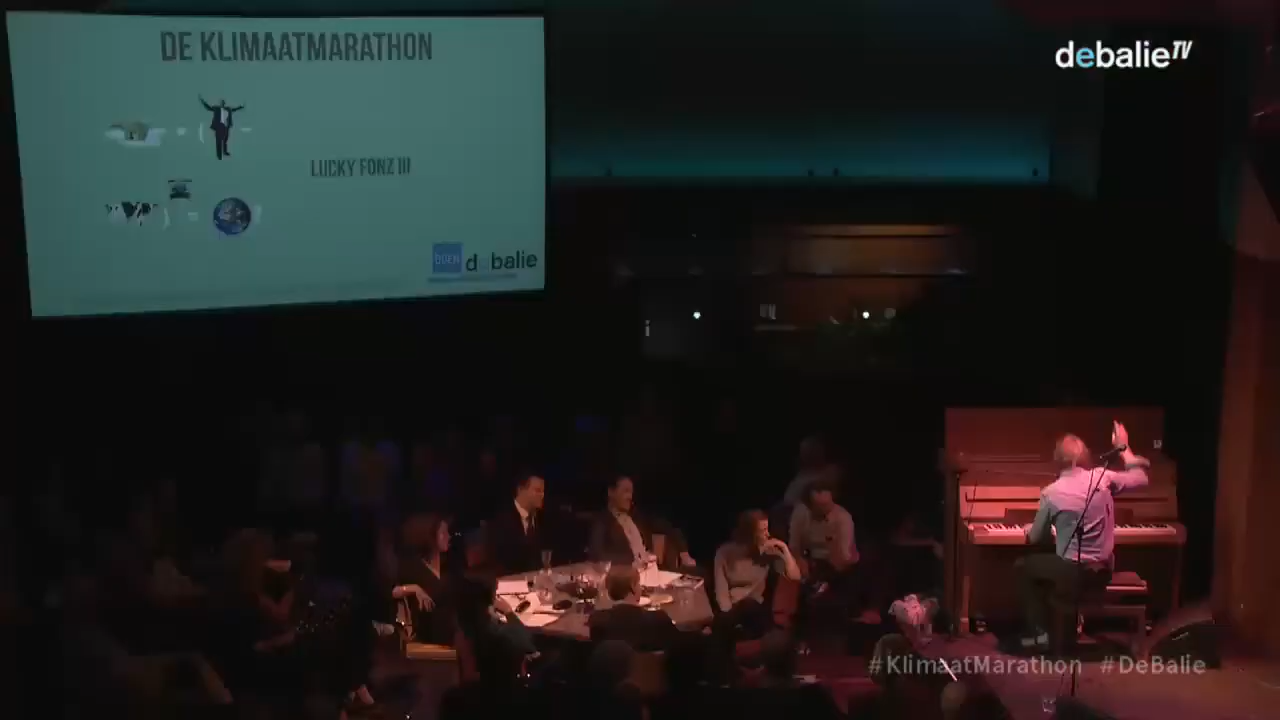 DE KLIMAATMARATHON
debalieTV
LUCKY FONZ III
debalie
#KlimaatMarathon #DeBalie